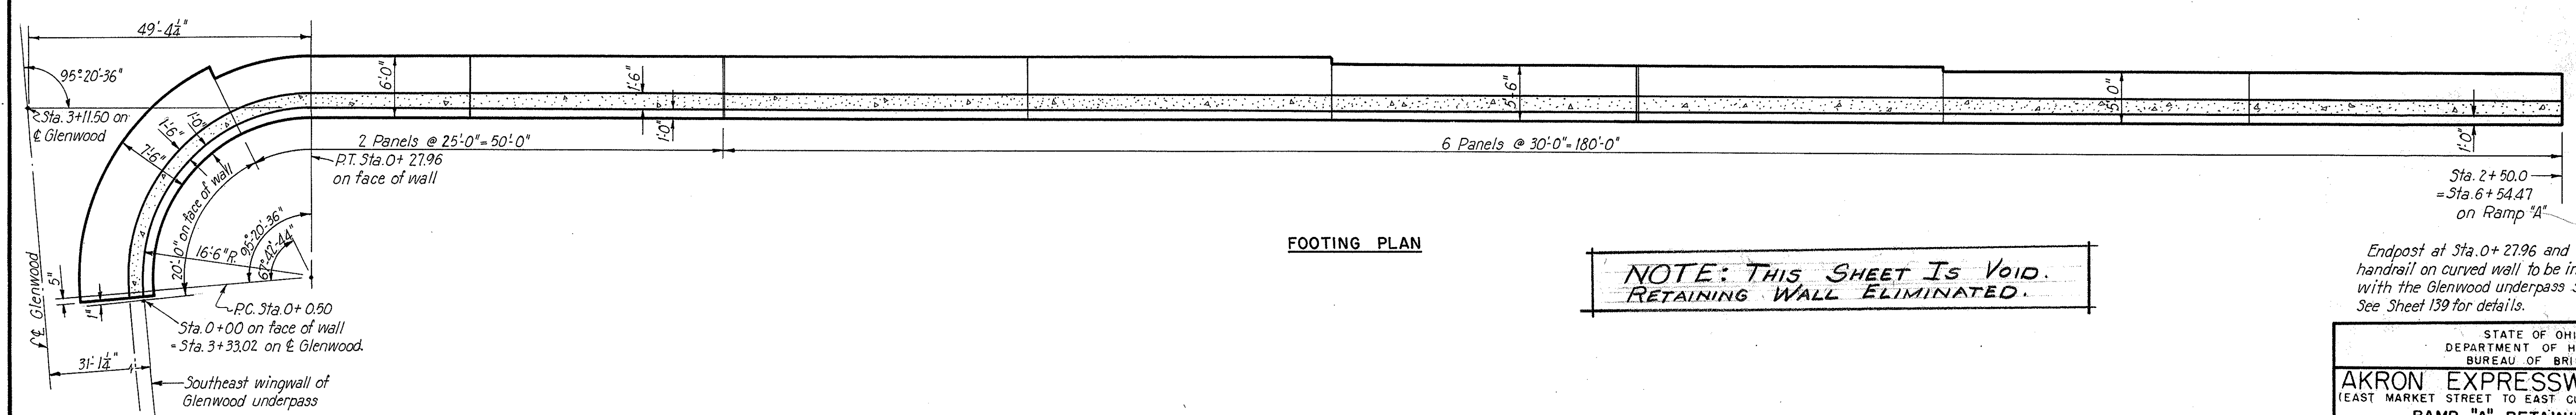 49'-4¼"
95°-20'-36"
Sta. 3+11.50 on
℄ Glenwood
6'-0"
1'-6"
1'-0"
5'-6"
5'-0"
1'-0"
1'-0"
1'-6"
7'-6"
2 Panels @ 25'-0" = 50'-0"
6 Panels @ 30'-0" = 180'-0"
P.T. Sta. 0+27.96
on face of wall
20'-0" on face of wall
16'-6" R.
95°-20'-36"
67°-42'-44"
Sta. 2+50.0
= Sta. 6+54.47
on Ramp "A"
FOOTING PLAN
NOTE: THIS SHEET IS VOID.
RETAINING WALL ELIMINATED.
Endpost at Sta. 0+27.96 and
handrail on curved wall to be in
with the Glenwood underpass S
See Sheet 139 for details.
℄ Glenwood
5"
1"
P.C. Sta. 0+0.50
Sta. 0+00 on face of wall
= Sta. 3+33.02 on ℄ Glenwood.
31'-1¼"
Southeast wingwall of
Glenwood underpass
STATE OF OHI
DEPARTMENT OF H
BUREAU OF BRI
AKRON EXPRESSW
(EAST MARKET STREET TO EAST C
RAMP "A" RETAIN